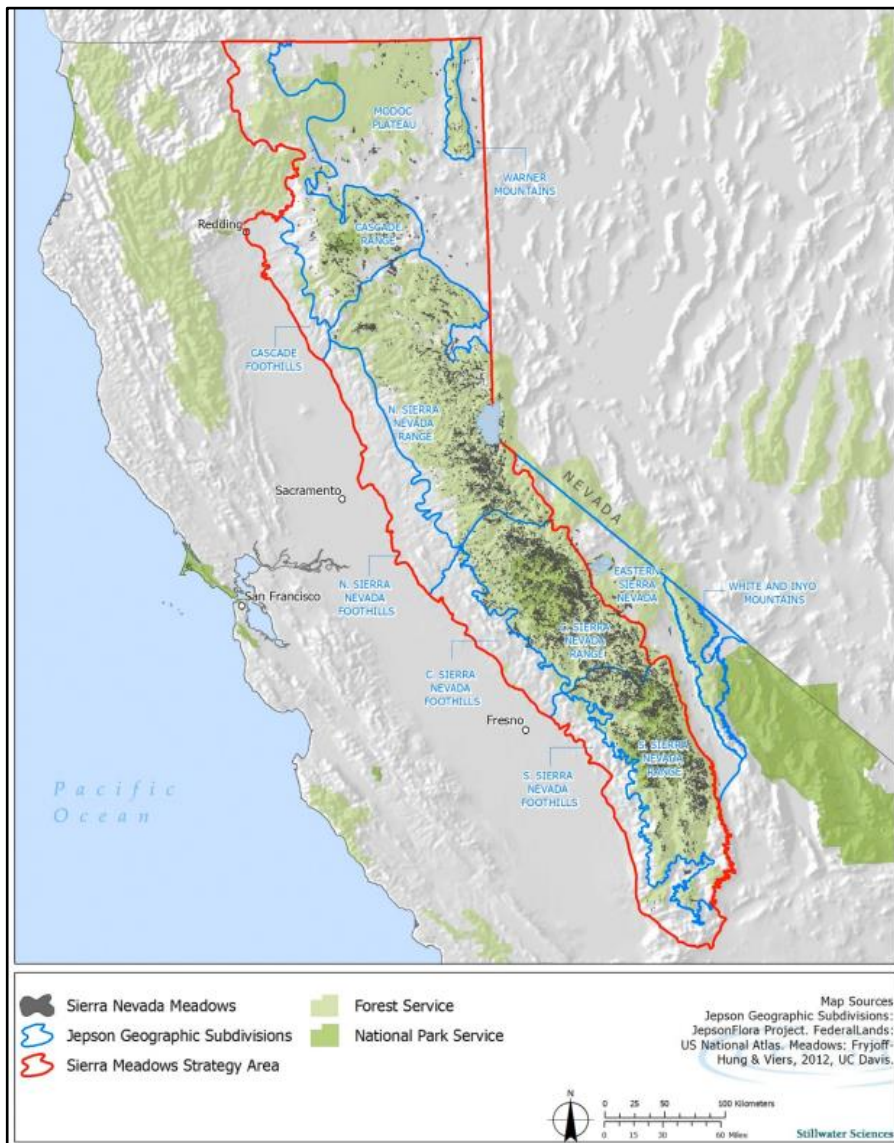 MODOC
PLATEAU
WARNER
MOUNTAINS
Redding
CASCADE
RANGE
CASCADE
FOOTHILLS
N. SIERRA
NEVADA
RANGE
Sacramento
NEVADA
EASTERN
SIERRA
NEVADA
WHITE AND INYO
MOUNTAINS
N. SIERRA
NEVADA
FOOTHILLS
San Francisco
C. SIERRA
NEVADA
RANGE
C. SIERRA
NEVADA
FOOTHILLS
Fresno
S. SIERRA
NEVADA
RANGE
S. SIERRA
NEVADA
FOOTHILLS
Pacific
Ocean
Sierra Nevada Meadows
Jepson Geographic Subdivisions
Sierra Meadows Strategy Area
Forest Service
National Park Service
Map Sources
Jepson Geographic Subdivisions:
JepsonFlora Project. FederalLands:
US National Atlas. Meadows: Fryjoff-
Hung & Viers, 2012, UC Davis.
N
0 25 50 100 Kilometers
0 15 30 60 Miles
Stillwater Sciences